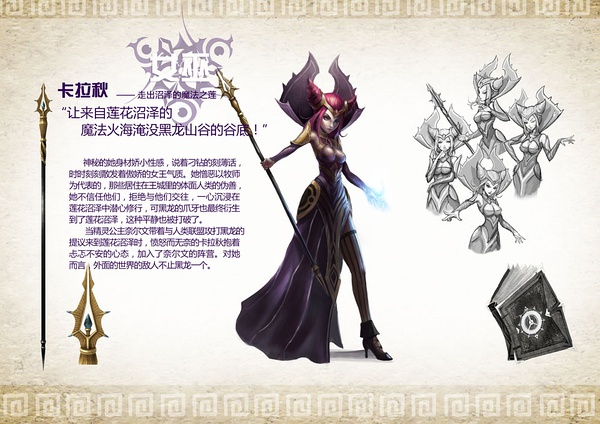 女巫
卡拉秋 —— 走出沼泽的魔法之莲
“让来自莲花沼泽的
魔法火海淹没黑龙山谷的谷底！”
神秘的她身材娇小性感，说着刁钻的刻薄话，
时时刻刻散发着傲娇的女王气质。她憎恶以牧师
为代表的，那些居住在王城里的体面人类的伪善，
她不信任他们，拒绝与他们交往，一心沉浸在
莲花沼泽中潜心修行，可黑龙的爪牙也最终衍生
到了莲花沼泽，这种平静也被打破了。
当精灵公主奈尔文带着与人类联盟攻打黑龙的
提议来到莲花沼泽时，愤怒而无奈的卡拉秋抱着
忐忑不安的心态，加入了奈尔文的阵营。对她
而言，外面的世界的敌人不止黑龙一个。